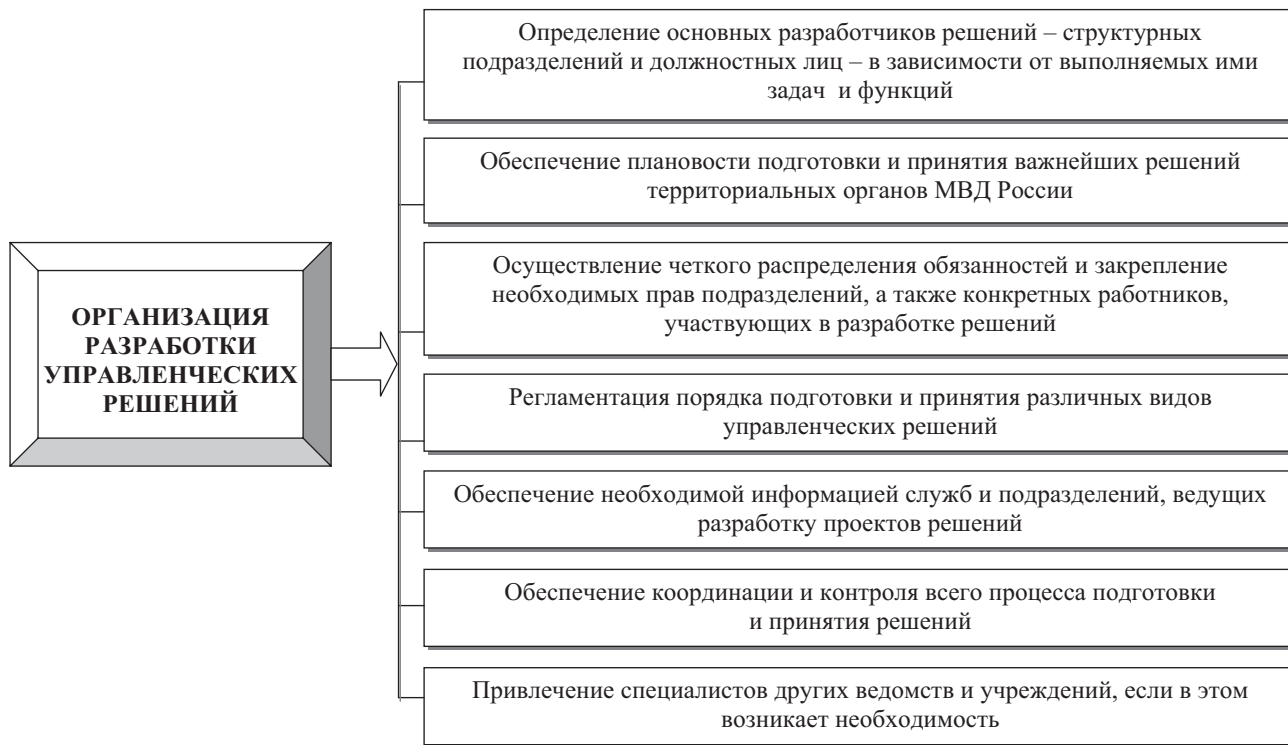 Определение основных разработчиков решений – структурных
подразделений и должностных лиц – в зависимости от выполняемых ими
задач и функций
Обеспечение плановости подготовки и принятия важнейших решений
территориальных органов МВД России
Осуществление четкого распределения обязанностей и закрепление
необходимых прав подразделений, а также конкретных работников,
участвующих в разработке решений
ОРГАНИЗАЦИЯ
РАЗРАБОТКИ
УПРАВЛЕНЧЕСКИХ
РЕШЕНИЙ
Регламентация порядка подготовки и принятия различных видов
управленческих решений
Обеспечение необходимой информацией служб и подразделений, ведущих
разработку проектов решений
Обеспечение координации и контроля всего процесса подготовки
и принятия решений
Привлечение специалистов других ведомств и учреждений, если в этом
возникает необходимость